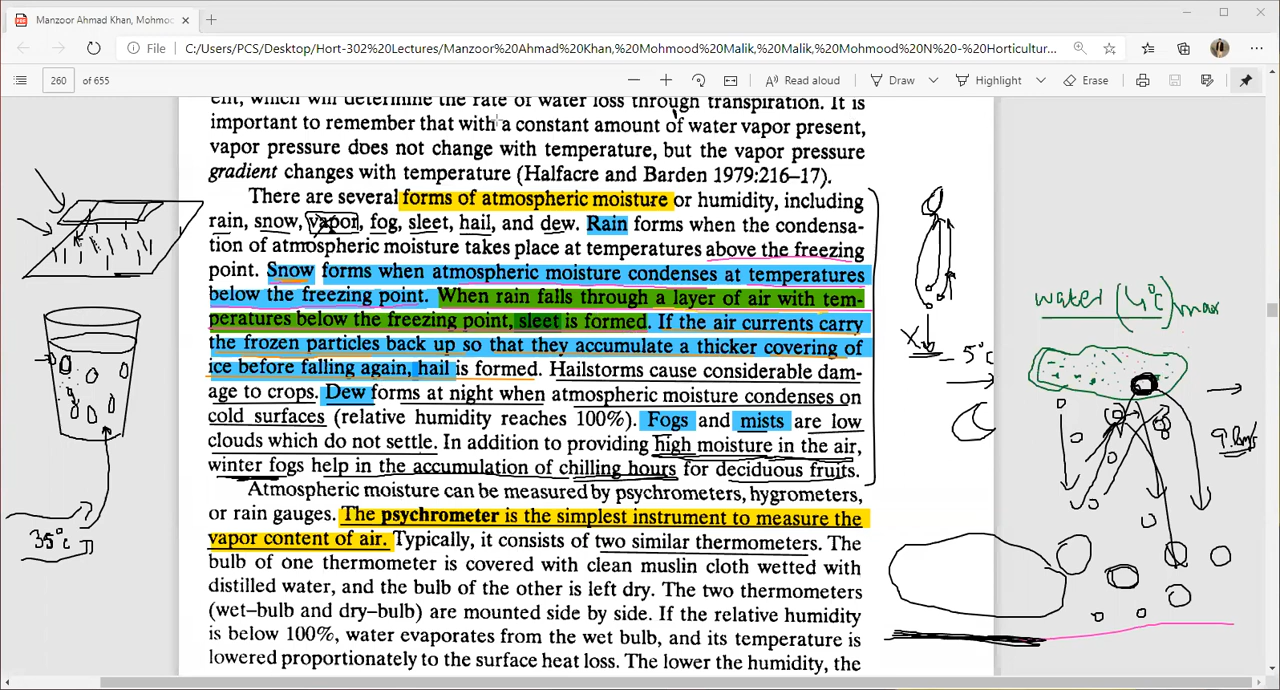 Manzoor Ahmad Khan, Mohmoo
File
C:/Users/PCS/Desktop/Hort-302%20Lectures/Manzoor%20Ahmad%20Khan,%20Mohmood%20Malik,%20Malik,%20Mohmood%20N%20-%20Horticultur...
260 of 655
Read aloud
Draw
Highlight
Erase
ent, which will determine the rate of water loss through transpiration. It is
important to remember that with a constant amount of water vapor present,
vapor pressure does not change with temperature, but the vapor pressure
gradient changes with temperature (Halfacre and Barden 1979:216–17).
There are several forms of atmospheric moisture or humidity, including
rain, snow, vapor, fog, sleet, hail, and dew. Rain forms when the condensa-
tion of atmospheric moisture takes place at temperatures above the freezing
point. Snow forms when atmospheric moisture condenses at temperatures
below the freezing point. When rain falls through a layer of air with tem-
peratures below the freezing point, sleet is formed. If the air currents carry
the frozen particles back up so that they accumulate a thicker covering of
ice before falling again, hail is formed. Hailstorms cause considerable dam-
age to crops. Dew forms at night when atmospheric moisture condenses on
cold surfaces (relative humidity reaches 100%). Fogs and mists are low
clouds which do not settle. In addition to providing high moisture in the air,
winter fogs help in the accumulation of chilling hours for deciduous fruits.
Atmospheric moisture can be measured by psychrometers, hygrometers,
or rain gauges. The psychrometer is the simplest instrument to measure the
vapor content of air. Typically, it consists of two similar thermometers. The
bulb of one thermometer is covered with clean muslin cloth wetted with
distilled water, and the bulb of the other is left dry. The two thermometers
(wet–bulb and dry–bulb) are mounted side by side. If the relative humidity
is below 100%, water evaporates from the wet bulb, and its temperature is
lowered proportionately to the surface heat loss. The lower the humidity, the
35°C
X
-5°C
water (4°C) max